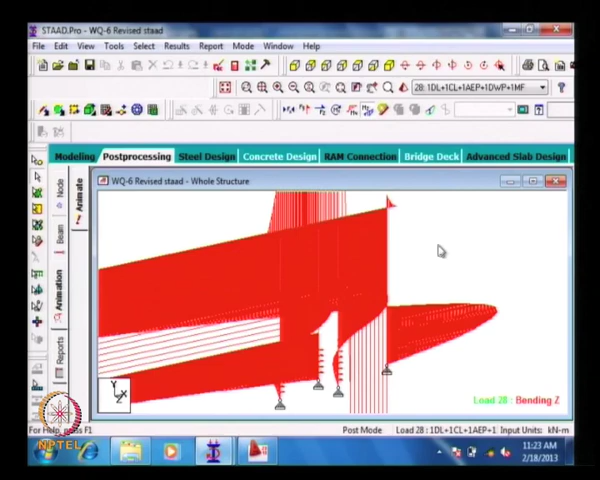 STAAD.Pro - WQ-6 Revised staad
File Edit View Tools Select Results Report Mode Window Help
28: 1DL+1CL+1AEP+1DWP+1MF
Modeling Postprocessing Steel Design Concrete Design RAM Connection Bridge Deck Advanced Slab Design
WQ-6 Revised staad - Whole Structure
Node
Beam
Animation
Reports
Animate
Y
X
Z
Load 28 : Bending Z
For Help, press F1
Post Mode
Load 28 : 1DL+1CL+1AEP+1
Input Units: kN-m
NPTEL
11:23 AM
2/18/2013